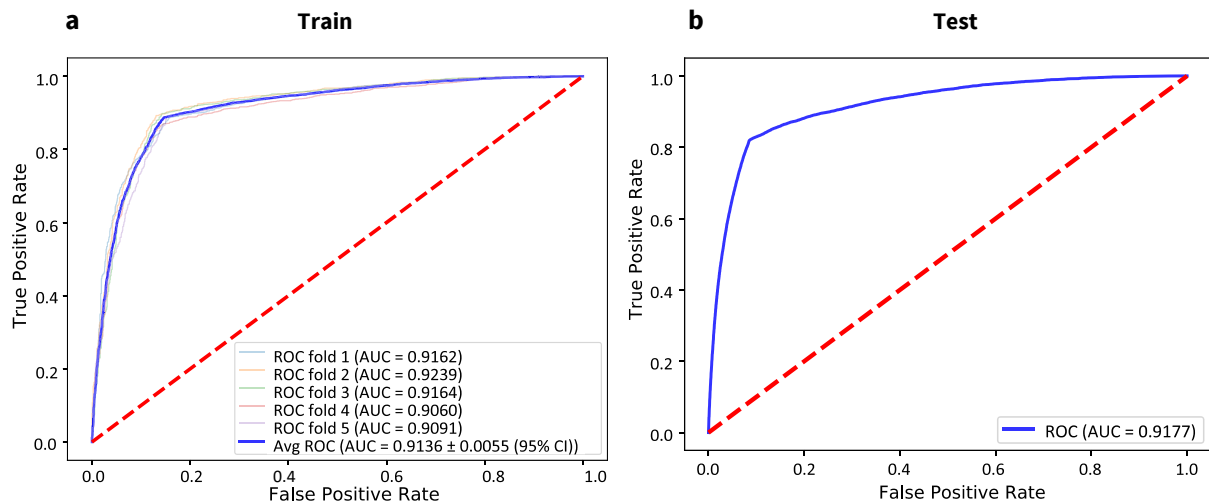 a
Train
True Positive Rate
1.0
0.8
0.6
0.4
0.2
0.0
ROC fold 1 (AUC = 0.9162)
ROC fold 2 (AUC = 0.9239)
ROC fold 3 (AUC = 0.9164)
ROC fold 4 (AUC = 0.9060)
ROC fold 5 (AUC = 0.9091)
Avg ROC (AUC = 0.9136 ± 0.0055 (95% CI))
0.0 0.2 0.4 0.6 0.8 1.0
False Positive Rate
b
Test
True Positive Rate
1.0
0.8
0.6
0.4
0.2
0.0
ROC (AUC = 0.9177)
0.0 0.2 0.4 0.6 0.8 1.0
False Positive Rate